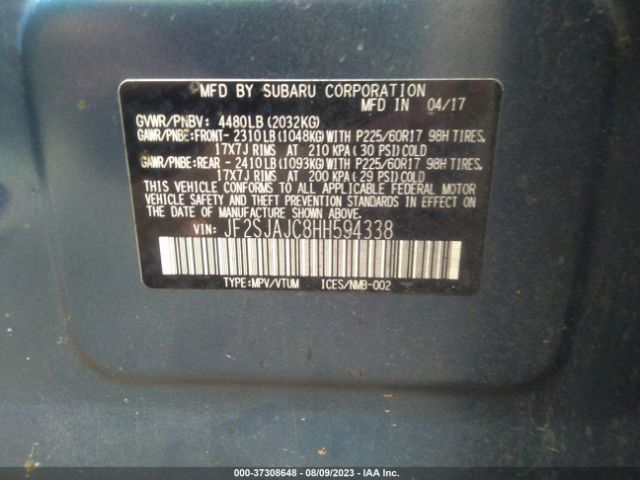 MFD BY SUBARU CORPORATION
MFD IN 04/17
GVWR/PNBV: 4480LB (2032KG)
GAWR/PNBE:FRONT- 2310LB (1048KG) WITH P225/60R17 98H TIRES,
17X7J RIMS AT 210 KPA (30 PSI) COLD
GAWR/PNBE:REAR - 2410LB (1093KG) WITH P225/60R17 98H TIRES,
17X7J RIMS AT 200 KPA (29 PSI) COLD
THIS VEHICLE CONFORMS TO ALL APPLICABLE FEDERAL MOTOR
VEHICLE SAFETY AND THEFT PREVENTION STANDARDS IN EFFECT
ON THE DATE OF MANUFACTURE SHOWN ABOVE.
VIN: JF2SJAJC8HH594338
TYPE:MPV/VTUM ICES/NMB-002
000-37308648 - 08/09/2023 - IAA Inc.